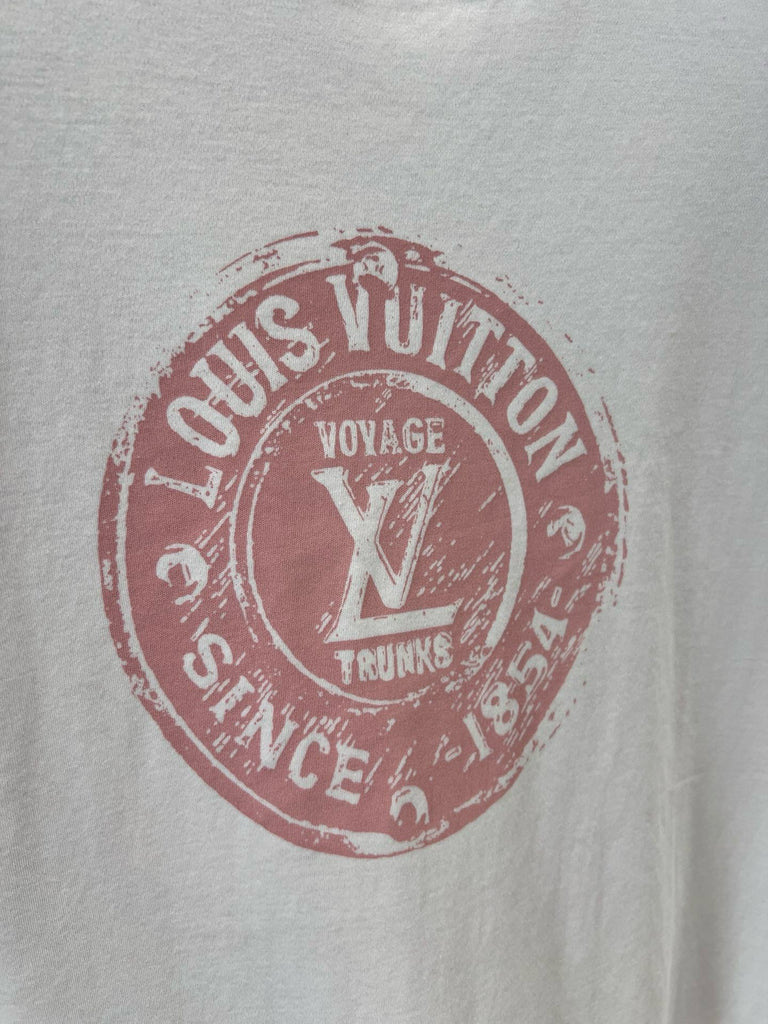 LOUIS VUITTON
VOYAGE
LV
TRUNKS
SINCE -1854-